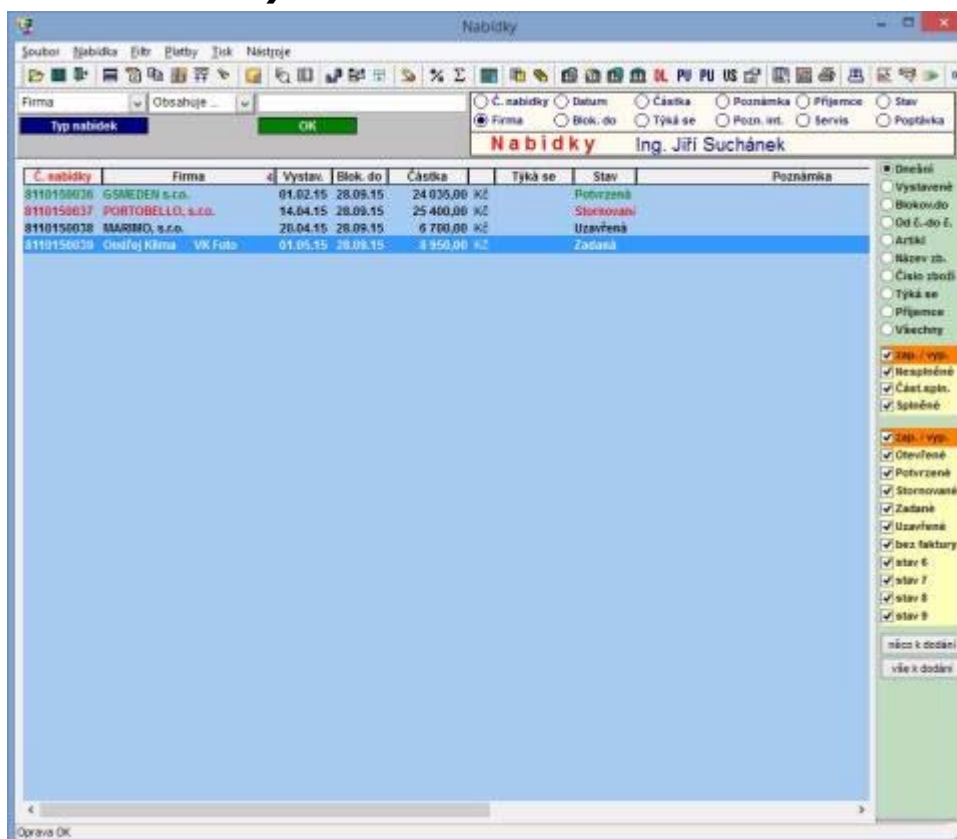 Nabídky
Soubor Nabídka Filtr Platby Tisk Nástroje
DL PV PU US
Firma Obsahuje ...
Č. nabídky Datum Částka Poznámka Příjemce Stav
Firma Blok. do Týká se Pozn. int. Servis Poptávka
Typ nabídek OK
Nabídky Ing. Jiří Suchánek
Č. nabídky Firma Vystav. Blok. do Částka Týká se Stav Poznámka
8110150036 GSMEDEN s.r.o. 01.02.15 28.09.15 24 035,00 Kč Potvrzená
8110150037 PORTOBELLO, s.r.o. 14.04.15 28.09.15 25 400,00 Kč Stornovaní
8110150038 MARIMO, s.r.o. 20.04.15 28.09.15 6 700,00 Kč Uzavřená
8110150039 Ondřej Klíma VK Foto 01.05.15 28.09.15 8 950,00 Kč Zadaná
Dnešní
Vystavené
Blokov.do
Od č.-do č.
Artikl
Název zb.
Číslo zboží
Týká se
Příjemce
Všechny
zap. / vyp.
Nesplněné
Část.spln.
Splněné
zap. / vyp.
Otevřené
Potvrzené
Stornované
Zadané
Uzavřené
bez faktury
stav 6
stav 7
stav 8
stav 9
něco k dodání
vše k dodání
Oprava OK